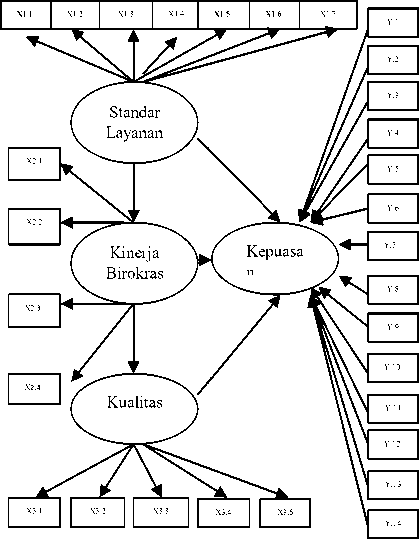 X1.1 X1.2 X1.3 X1.4 X1.5 X1.6 X1.7
Y.1
Y.2
Y.3
Y.4
Y.5
Y.6
Y.7
Y.8
Y.9
Y.10
Y.11
Y.12
Y.13
Y.14
Standar
Layanan
X2.1
X2.2
X2.3
X2.4
Kinerja
Birokras
Kepuasa
n
Kualitas
X3.1 X3.2 X3.3 X3.4 X3.5